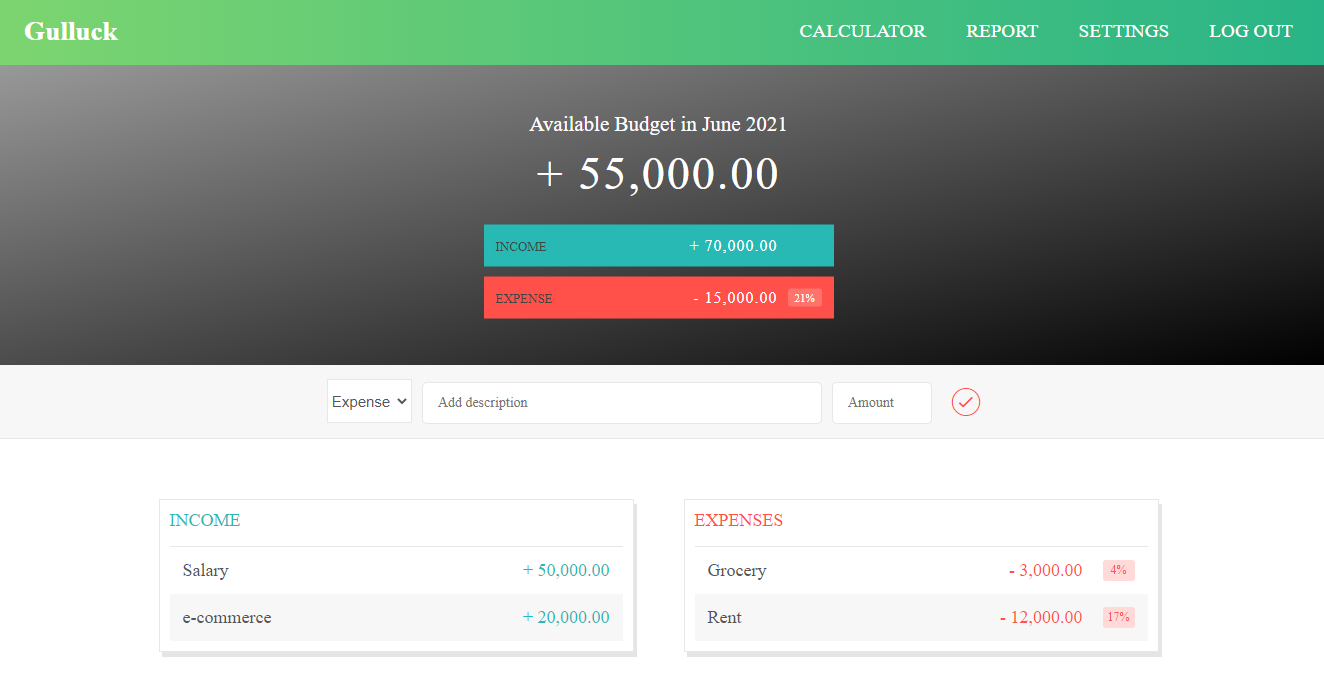 Gulluck
CALCULATOR REPORT SETTINGS LOG OUT
Available Budget in June 2021
+ 55,000.00
INCOME + 70,000.00
EXPENSE - 15,000.00 21%
Expense Add description Amount
INCOME
Salary + 50,000.00
e-commerce + 20,000.00
EXPENSES
Grocery - 3,000.00 4%
Rent - 12,000.00 17%